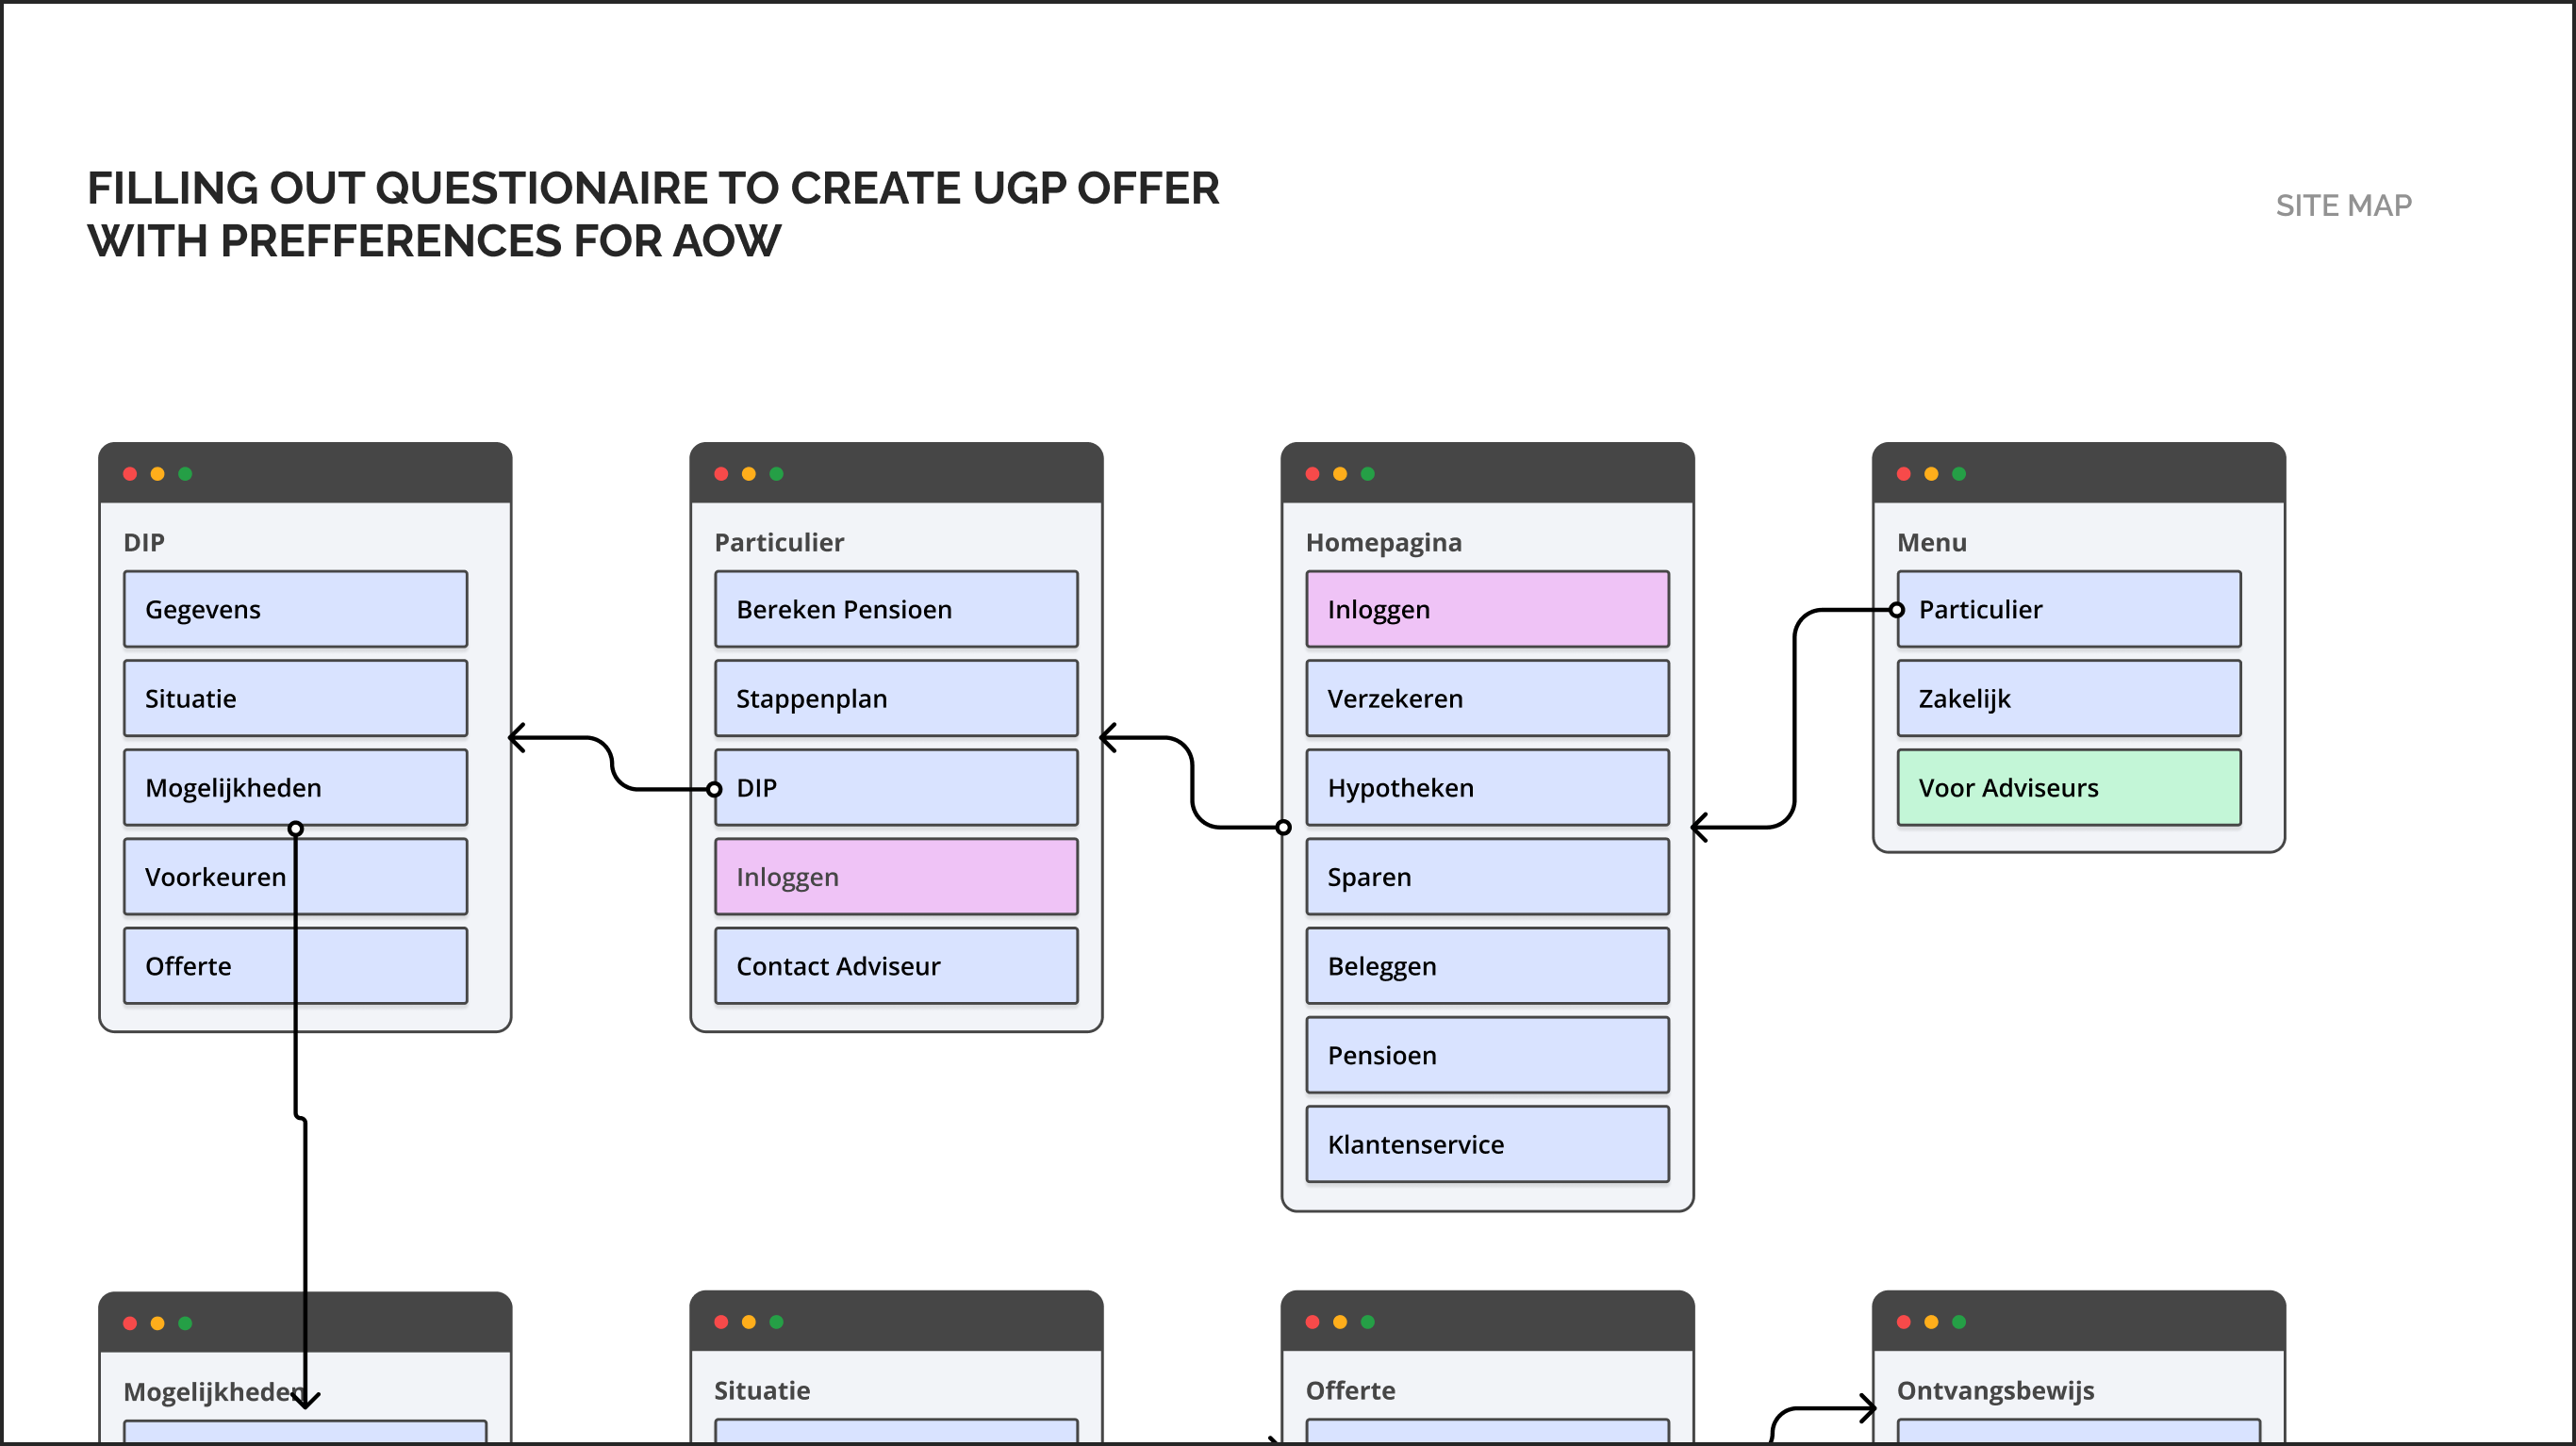 FILLING OUT QUESTIONAIRE TO CREATE UGP OFFER
WITH PREFFERENCES FOR AOW
SITE MAP
DIP
Gegevens
Situatie
Mogelijkheden
Voorkeuren
Offerte
Particulier
Bereken Pensioen
Stappenplan
DIP
Inloggen
Contact Adviseur
Homepagina
Inloggen
Verzekeren
Hypotheken
Sparen
Beleggen
Pensioen
Klantenservice
Menu
Particulier
Zakelijk
Voor Adviseurs
Mogelijkheden
Situatie
Offerte
Ontvangsbewijs